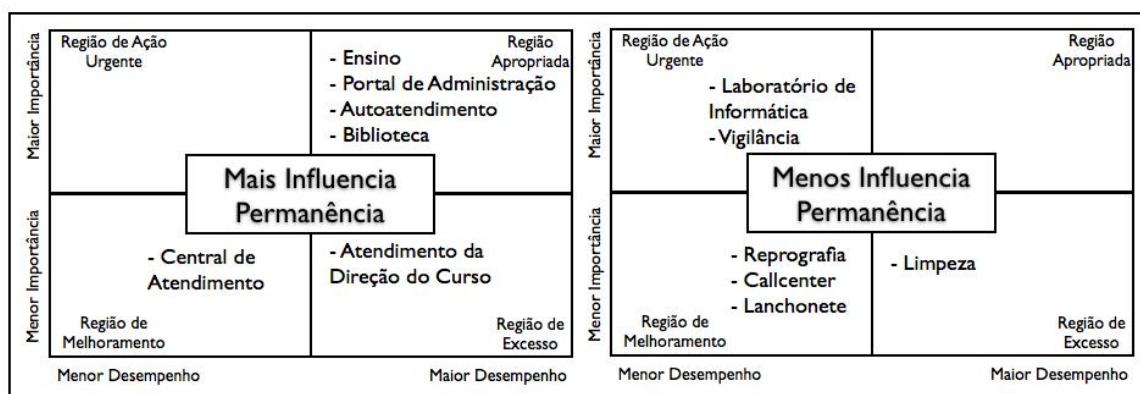 Maior Importância
Menor Importância
Região de Ação
Urgente
Região
Apropriada
- Ensino
- Portal de Administração
- Autoatendimento
- Biblioteca
Mais Influencia
Permanência
- Central de
Atendimento
- Atendimento da
Direção do Curso
Região de
Melhoramento
Região de
Excesso
Menor Desempenho
Maior Desempenho
Maior Importância
Menor Importância
Região de Ação
Urgente
Região
Apropriada
- Laboratório de
Informática
- Vigilância
Menos Influencia
Permanência
- Reprografia
- Callcenter
- Lanchonete
- Limpeza
Região de
Melhoramento
Região de
Excesso
Menor Desempenho
Maior Desempenho